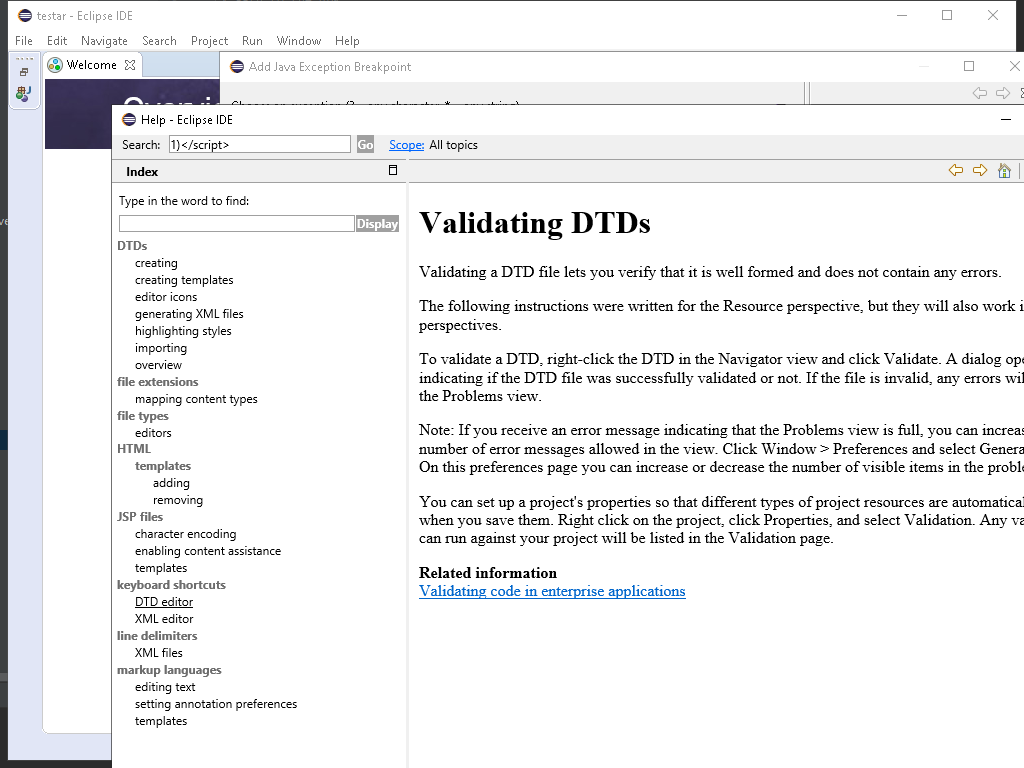 testar - Eclipse IDE
File Edit Navigate Search Project Run Window Help
Welcome
Add Java Exception Breakpoint
Help - Eclipse IDE
Search: 1)</script> Go Scope: All topics
Index
Type in the word to find:
Display
DTDs
creating
creating templates
editor icons
generating XML files
highlighting styles
importing
overview
file extensions
mapping content types
file types
editors
HTML
templates
adding
removing
JSP files
character encoding
enabling content assistance
templates
keyboard shortcuts
DTD editor
XML editor
line delimiters
XML files
markup languages
editing text
setting annotation preferences
templates
Validating DTDs
Validating a DTD file lets you verify that it is well formed and does not contain any errors.
The following instructions were written for the Resource perspective, but they will also work i
perspectives.
To validate a DTD, right-click the DTD in the Navigator view and click Validate. A dialog ope
indicating if the DTD file was successfully validated or not. If the file is invalid, any errors wil
the Problems view.
Note: If you receive an error message indicating that the Problems view is full, you can increas
number of error messages allowed in the view. Click Window > Preferences and select Genera
On this preferences page you can increase or decrease the number of visible items in the proble
You can set up a project's properties so that different types of project resources are automatical
when you save them. Right click on the project, click Properties, and select Validation. Any va
can run against your project will be listed in the Validation page.
Related information
Validating code in enterprise applications